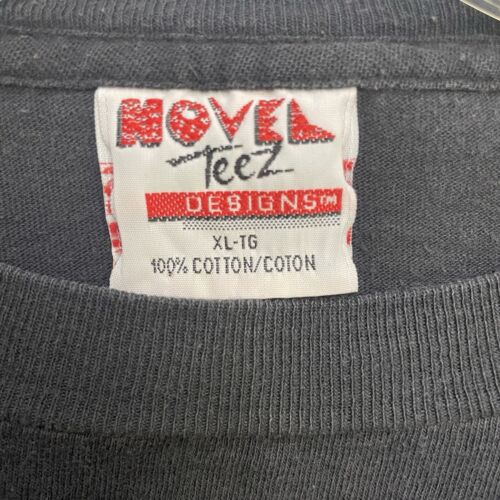 NOVEL
TeeZ
DESIGNS™
XL-TG
100% COTTON/COTON